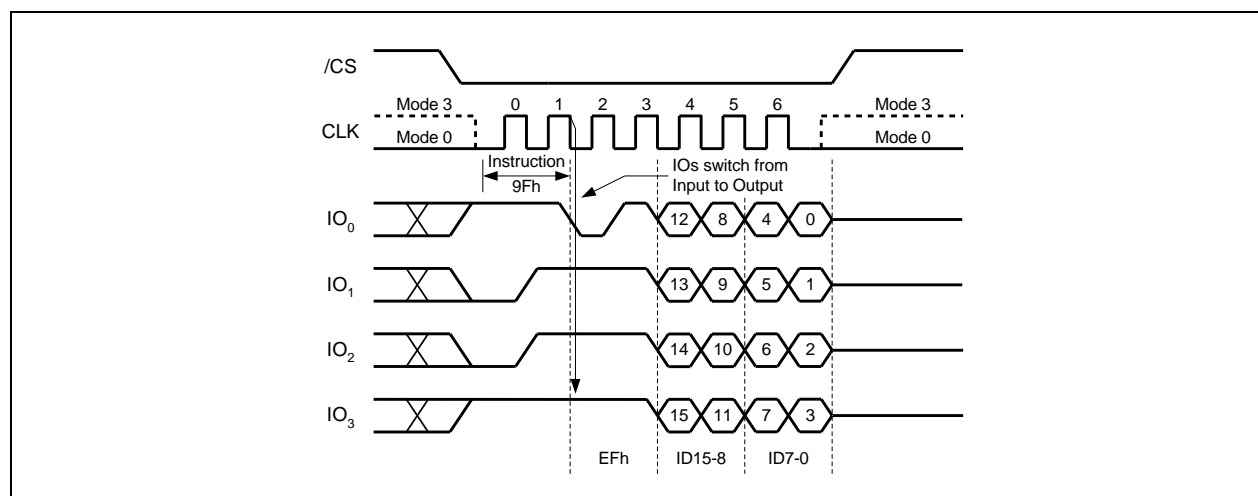 /CS
Mode 3 0 1 2 3 4 5 6 Mode 3
CLK
Mode 0 Mode 0
Instruction
9Fh
IOs switch from
Input to Output
IO0 12 8 4 0
IO1 13 9 5 1
IO2 14 10 6 2
IO3 15 11 7 3
EFh ID15-8 ID7-0